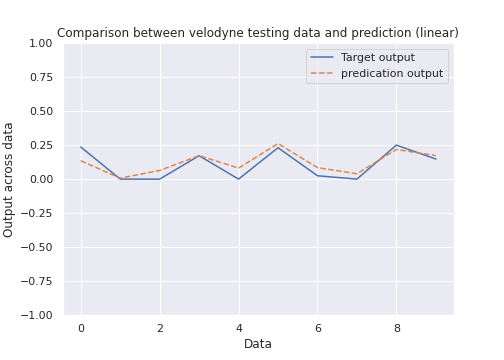 Comparison between velodyne testing data and prediction (linear)
1.00
0.75
0.50
0.25
0.00
−0.25
−0.50
−0.75
−1.00
Output across data
Target output
predication output
0 2 4 6 8
Data